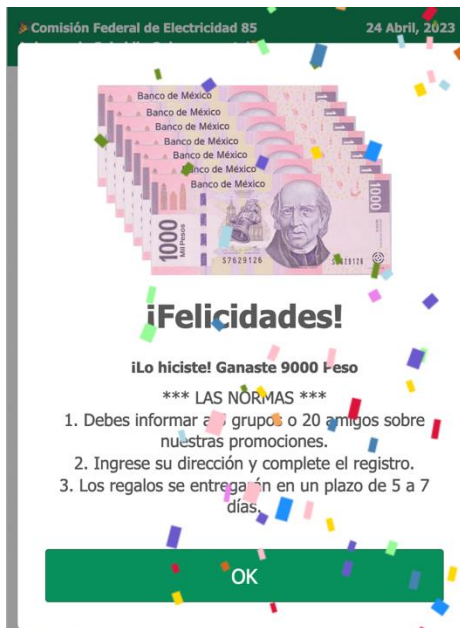 Comisión Federal de Electricidad 85
24 Abril, 2023
Banco de México
Banco de México
Banco de México
Banco de México
Banco de México
Banco de México
Banco de México
1000
Mil Pesos
1000
S7629126
S7629126
¡Felicidades!
¡Lo hiciste! Ganaste 9000 Peso
*** LAS NORMAS ***
1. Debes informar a grupos o 20 amigos sobre
nuestras promociones.
2. Ingrese su dirección y complete el registro.
3. Los regalos se entregarán en un plazo de 5 a 7
días.
OK